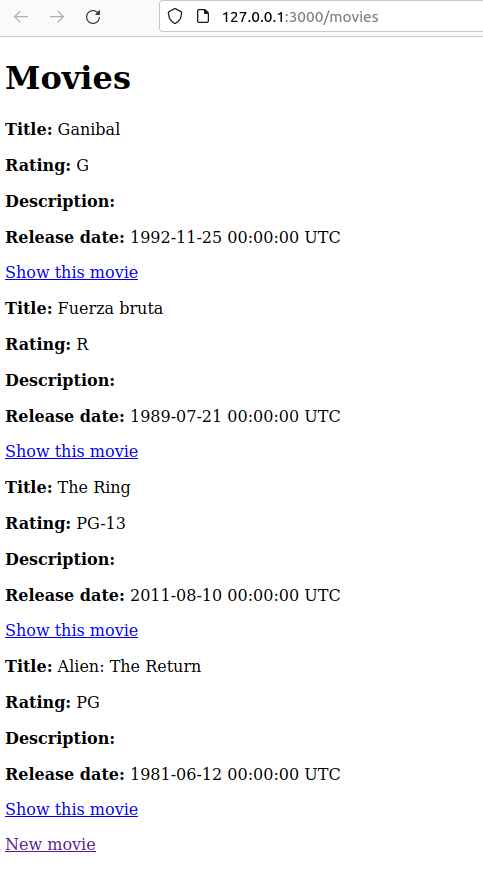 127.0.0.1:3000/movies
Movies
Title: Ganibal
Rating: G
Description:
Release date: 1992-11-25 00:00:00 UTC
Show this movie
Title: Fuerza bruta
Rating: R
Description:
Release date: 1989-07-21 00:00:00 UTC
Show this movie
Title: The Ring
Rating: PG-13
Description:
Release date: 2011-08-10 00:00:00 UTC
Show this movie
Title: Alien: The Return
Rating: PG
Description:
Release date: 1981-06-12 00:00:00 UTC
Show this movie
New movie